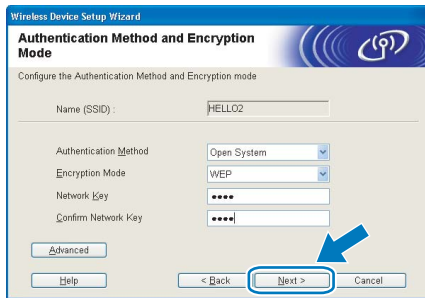 Wireless Device Setup Wizard
Authentication Method and Encryption
Mode
Configure the Authentication Method and Encryption mode
Name (SSID) :
HELLO2
Authentication Method
Open System
Encryption Mode
WEP
Network Key
••••
Confirm Network Key
••••
Advanced
Help
< Back
Next >
Cancel